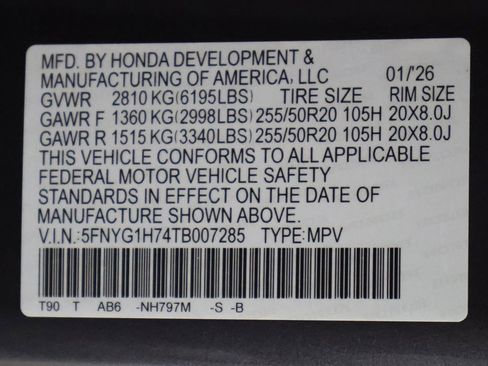 MFD. BY HONDA DEVELOPMENT &
MANUFACTURING OF AMERICA, LLC 01/'26
GVWR 2810 KG(6195LBS) TIRE SIZE RIM SIZE
GAWR F 1360 KG(2998LBS) 255/50R20 105H 20X8.0J
GAWR R 1515 KG(3340LBS) 255/50R20 105H 20X8.0J
THIS VEHICLE CONFORMS TO ALL APPLICABLE
FEDERAL MOTOR VEHICLE SAFETY
STANDARDS IN EFFECT ON THE DATE OF
MANUFACTURE SHOWN ABOVE.
V.I.N.:5FNYG1H74TB007285 TYPE:MPV
T90 T AB6 -NH797M -S -B